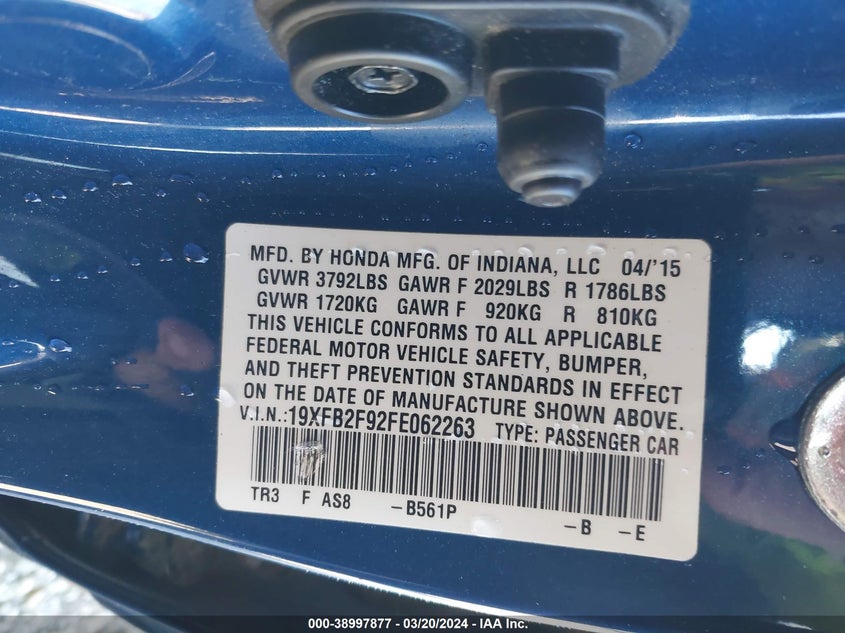 MFD. BY HONDA MFG. OF INDIANA, LLC 04/'15
GVWR 3792LBS GAWR F 2029LBS R 1786LBS
GVWR 1720KG GAWR F 920KG R 810KG
THIS VEHICLE CONFORMS TO ALL APPLICABLE
FEDERAL MOTOR VEHICLE SAFETY, BUMPER,
AND THEFT PREVENTION STANDARDS IN EFFECT
ON THE DATE OF MANUFACTURE SHOWN ABOVE.
V.I.N.:19XFB2F92FE062263 TYPE: PASSENGER CAR
TR3 F AS8 -B561P -B -E
000-38997877 - 03/20/2024 - IAA Inc.